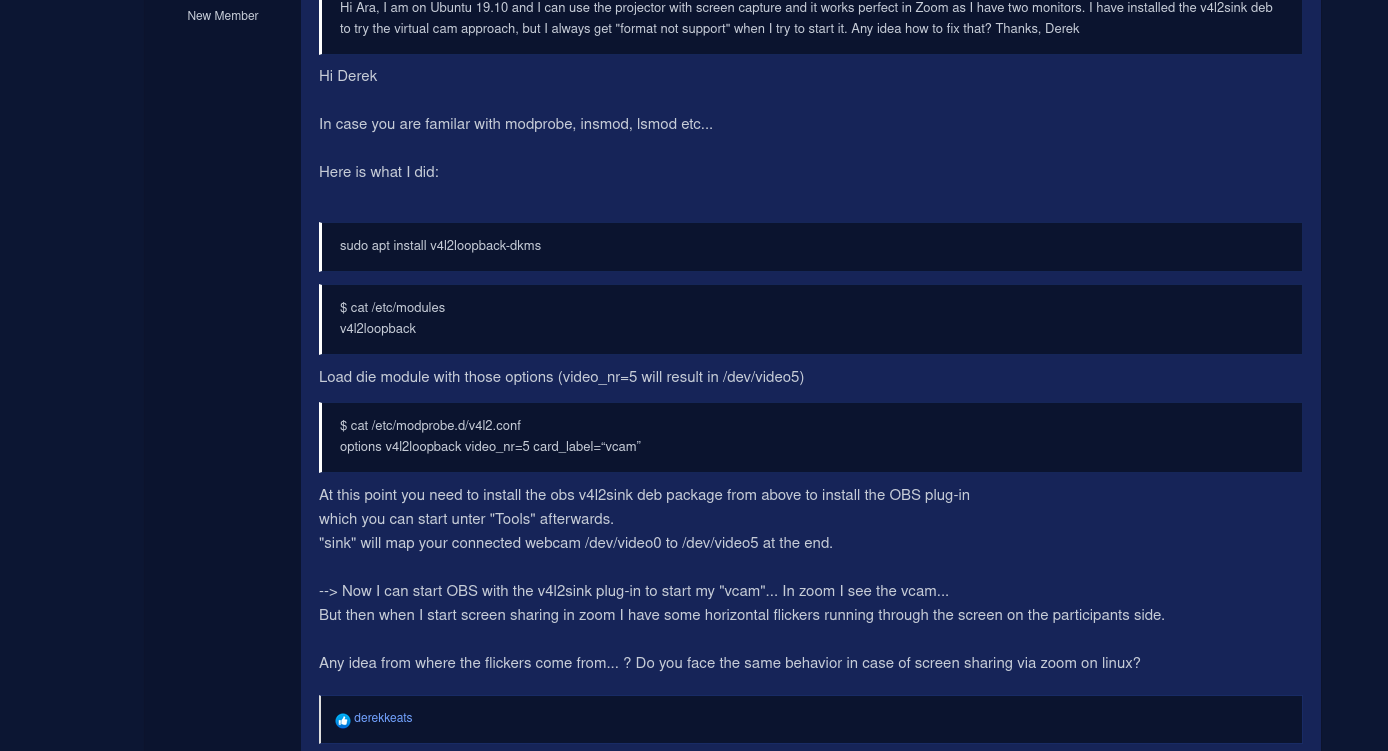 New Member
Hi Ara, I am on Ubuntu 19.10 and I can use the projector with screen capture and it works perfect in Zoom as I have two monitors. I have installed the v4l2sink deb
to try the virtual cam approach, but I always get "format not support" when I try to start it. Any idea how to fix that? Thanks, Derek
Hi Derek
In case you are familar with modprobe, insmod, lsmod etc...
Here is what I did:
sudo apt install v4l2loopback-dkms
$ cat /etc/modules
v4l2loopback
Load die module with those options (video_nr=5 will result in /dev/video5)
$ cat /etc/modprobe.d/v4l2.conf
options v4l2loopback video_nr=5 card_label=“vcam”
At this point you need to install the obs v4l2sink deb package from above to install the OBS plug-in
which you can start unter "Tools" afterwards.
"sink" will map your connected webcam /dev/video0 to /dev/video5 at the end.
--> Now I can start OBS with the v4l2sink plug-in to start my "vcam"... In zoom I see the vcam...
But then when I start screen sharing in zoom I have some horizontal flickers running through the screen on the participants side.
Any idea from where the flickers come from... ? Do you face the same behavior in case of screen sharing via zoom on linux?
derekkeats